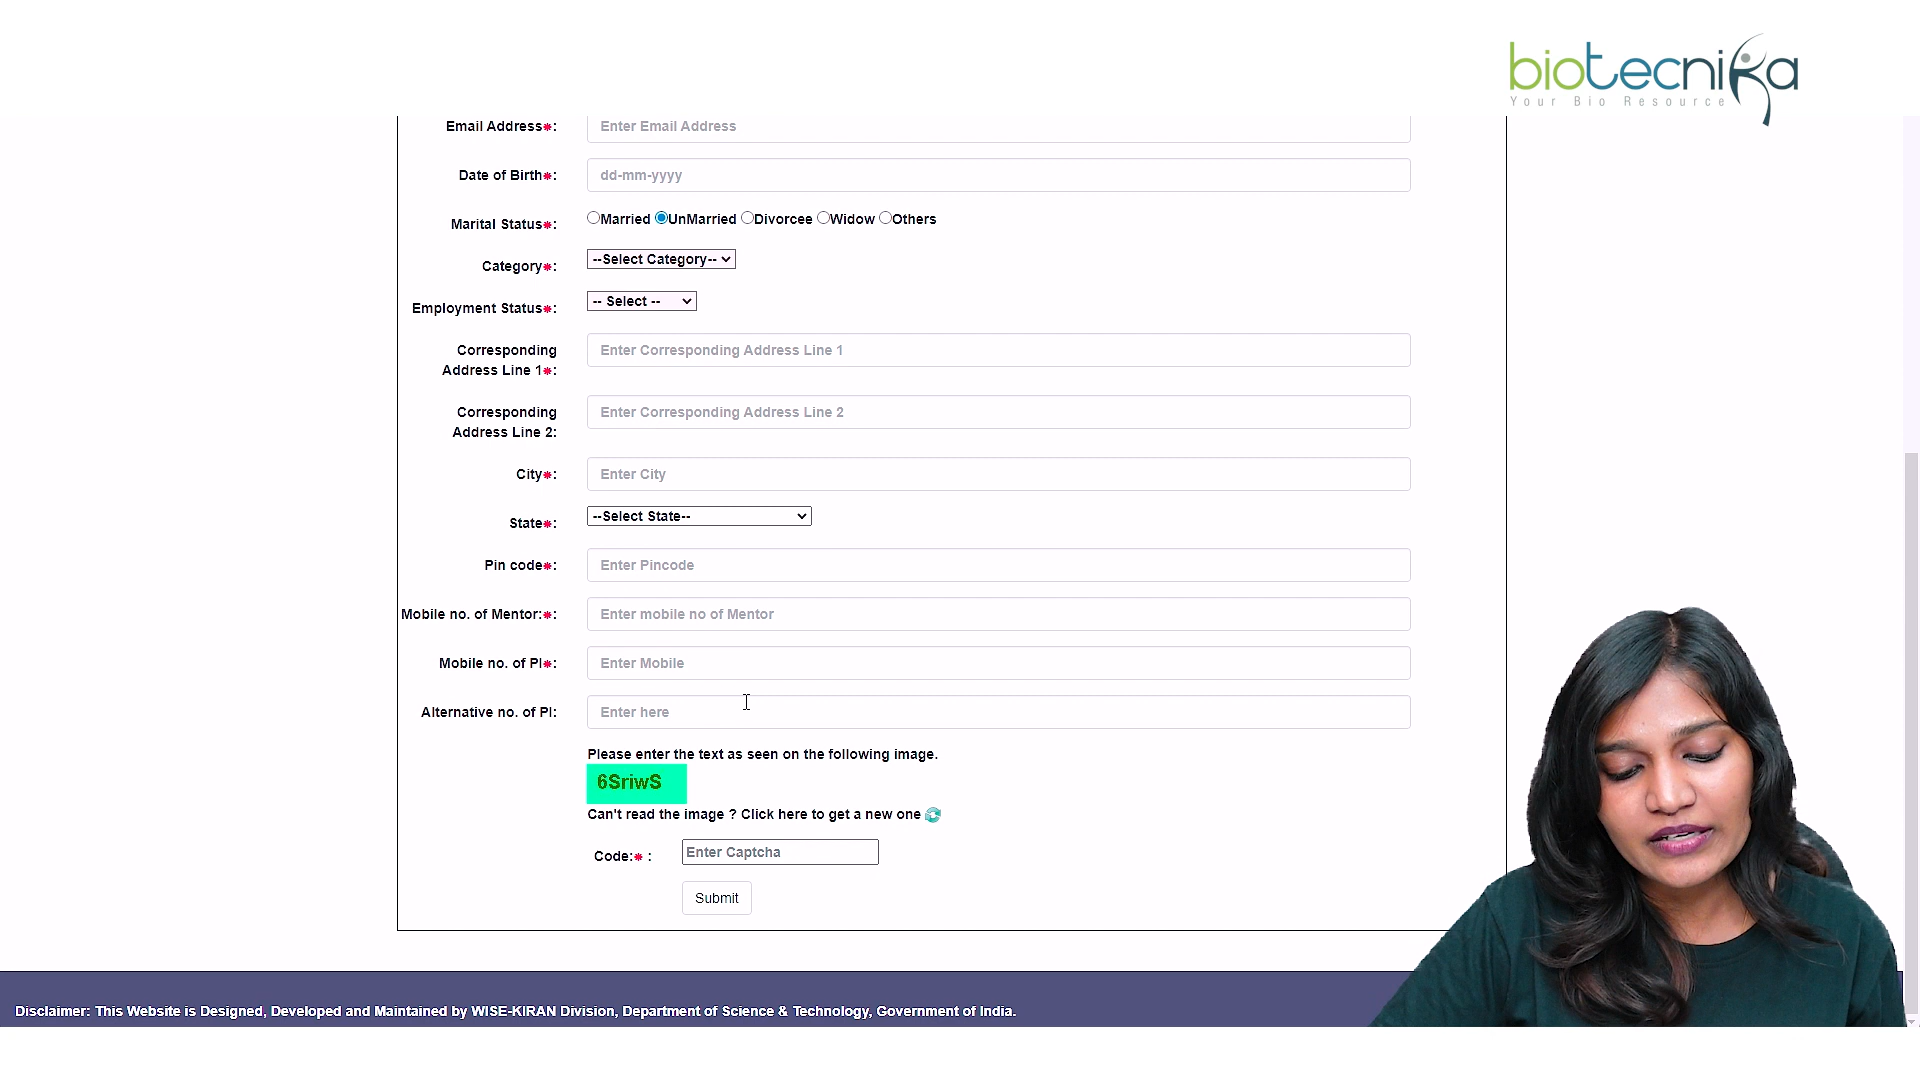 biotecnika
Your Bio Resource
Email Address*: Enter Email Address
Date of Birth*: dd-mm-yyyy
Marital Status*: Married UnMarried Divorcee Widow Others
Category*: --Select Category--
Employment Status*: -- Select --
Corresponding
Address Line 1*: Enter Corresponding Address Line 1
Corresponding
Address Line 2: Enter Corresponding Address Line 2
City*: Enter City
State*: --Select State--
Pin code*: Enter Pincode
Mobile no. of Mentor:*: Enter mobile no of Mentor
Mobile no. of PI*: Enter Mobile
Alternative no. of PI: Enter here
Please enter the text as seen on the following image.
6SriwS
Can't read the image ? Click here to get a new one
Code:* : Enter Captcha
Submit
Disclaimer: This Website is Designed, Developed and Maintained by WISE-KIRAN Division, Department of Science & Technology, Government of India.